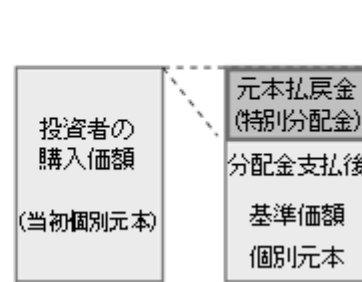 投資者の
購入価額
(当初個別元本)
元本払戻金
(特別分配金)
分配金支払後
基準価額
個別元本